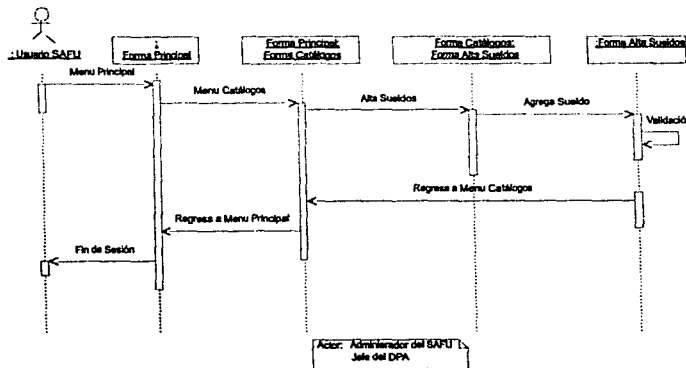 : Usuario SAFU
:
Forma Principal
Forma Principal:
Forma Catálogos
Forma Catálogos:
Forma Alta Sueldos
:Forma Alta Sueldos
Menu Principal
Menu Catálogos
Alta Sueldos
Agrega Sueldo
Validació
Regresa a Menu Catálogos
Regresa a Menu Principal
Fin de Sesión
Actor: Administrador del SAFU
Jefe del DPA